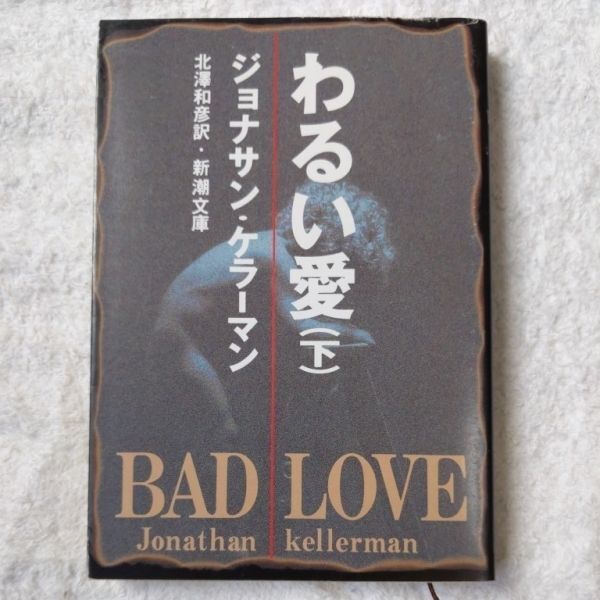 わるい愛(下)
ジョナサン・ケラーマン
北澤和彦訳・新潮文庫
BAD LOVE
Jonathan kellerman